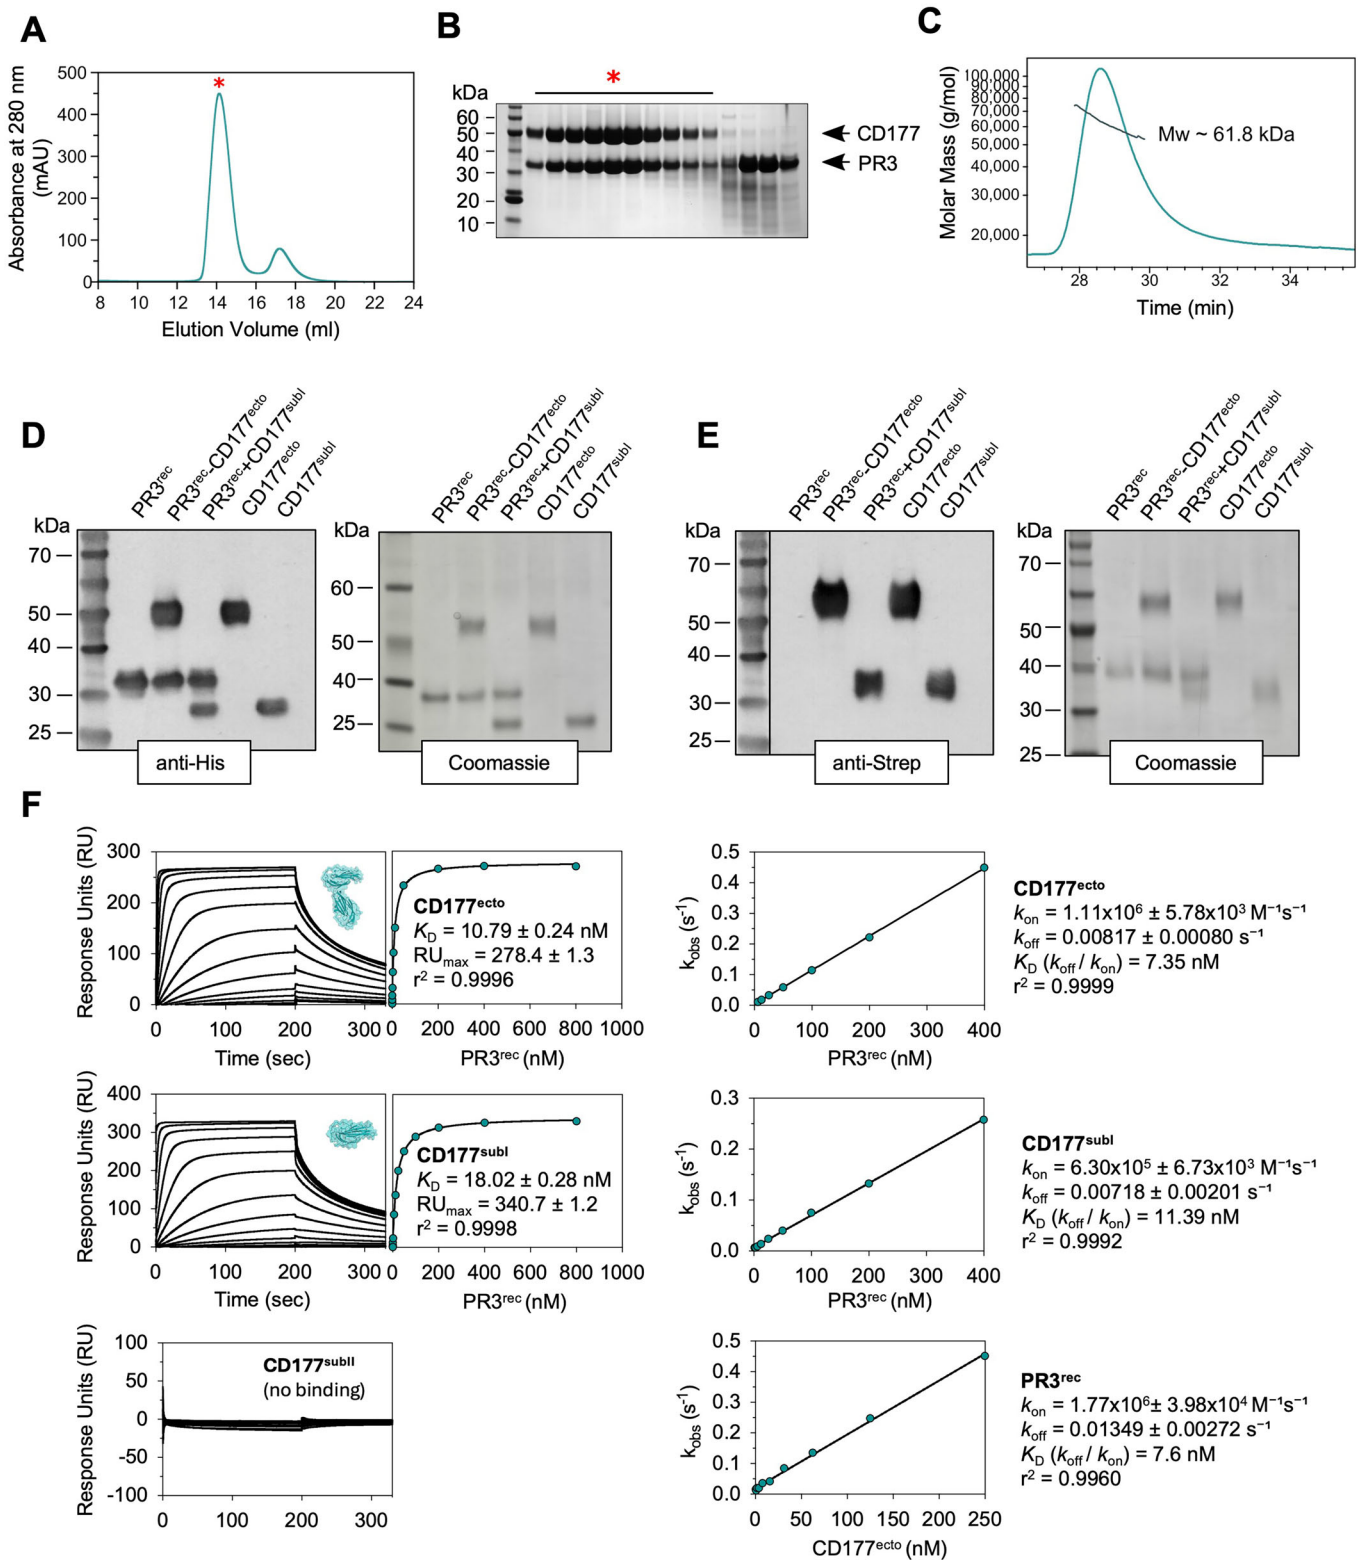 A
Absorbance at 280 nm
(mAU)
500
400
300
200
100
0
*
8 10 12 14 16 18 20 22 24
Elution Volume (ml)
B
*
kDa
60
50
40
30
20
10
CD177
PR3
C
Molar Mass (g/mol)
100,000
90,000
80,000
70,000
60,000
50,000
40,000
30,000
20,000
Mw ~ 61.8 kDa
28 30 32 34
Time (min)
D
PR3rec
PR3rec-CD177ecto
PR3rec+CD177subI
CD177ecto
CD177subI
kDa
70
50
40
30
25
anti-His
PR3rec
PR3rec-CD177ecto
PR3rec+CD177subI
CD177ecto
CD177subI
kDa
60
50
40
25
Coomassie
E
PR3rec
PR3rec-CD177ecto
PR3rec+CD177subI
CD177ecto
CD177subI
kDa
70
50
40
30
25
anti-Strep
PR3rec
PR3rec-CD177ecto
PR3rec+CD177subI
CD177ecto
CD177subI
kDa
70
50
40
30
25
Coomassie
F
Response Units (RU)
300
200
100
0
0 100 200 300
Time (sec)
CD177ecto
KD = 10.79 ± 0.24 nM
RUmax = 278.4 ± 1.3
r² = 0.9996
0 200 400 600 800 1000
PR3rec (nM)
kobs (s⁻¹)
0.5
0.4
0.3
0.2
0.1
0.0
0 100 200 300 400
PR3rec (nM)
CD177ecto
kon = 1.11x10⁶ ± 5.78x10³ M⁻¹s⁻¹
koff = 0.00817 ± 0.00080 s⁻¹
KD (koff / kon) = 7.35 nM
r² = 0.9999
Response Units (RU)
400
300
200
100
0
0 100 200 300
Time (sec)
CD177subI
KD = 18.02 ± 0.28 nM
RUmax = 340.7 ± 1.2
r² = 0.9998
0 200 400 600 800 1000
PR3rec (nM)
kobs (s⁻¹)
0.3
0.2
0.1
0.0
0 100 200 300 400
PR3rec (nM)
CD177subI
kon = 6.30x10⁵ ± 6.73x10³ M⁻¹s⁻¹
koff = 0.00718 ± 0.00201 s⁻¹
KD (koff / kon) = 11.39 nM
r² = 0.9992
Response Units (RU)
100
50
0
-50
-100
CD177subII
(no binding)
0 100 200 300
kobs (s⁻¹)
0.5
0.4
0.3
0.2
0.1
0.0
0 50 100 150 200 250
CD177ecto (nM)
PR3rec
kon = 1.77x10⁶± 3.98x10⁴ M⁻¹s⁻¹
koff = 0.01349 ± 0.00272 s⁻¹
KD (koff / kon) = 7.6 nM
r² = 0.9960